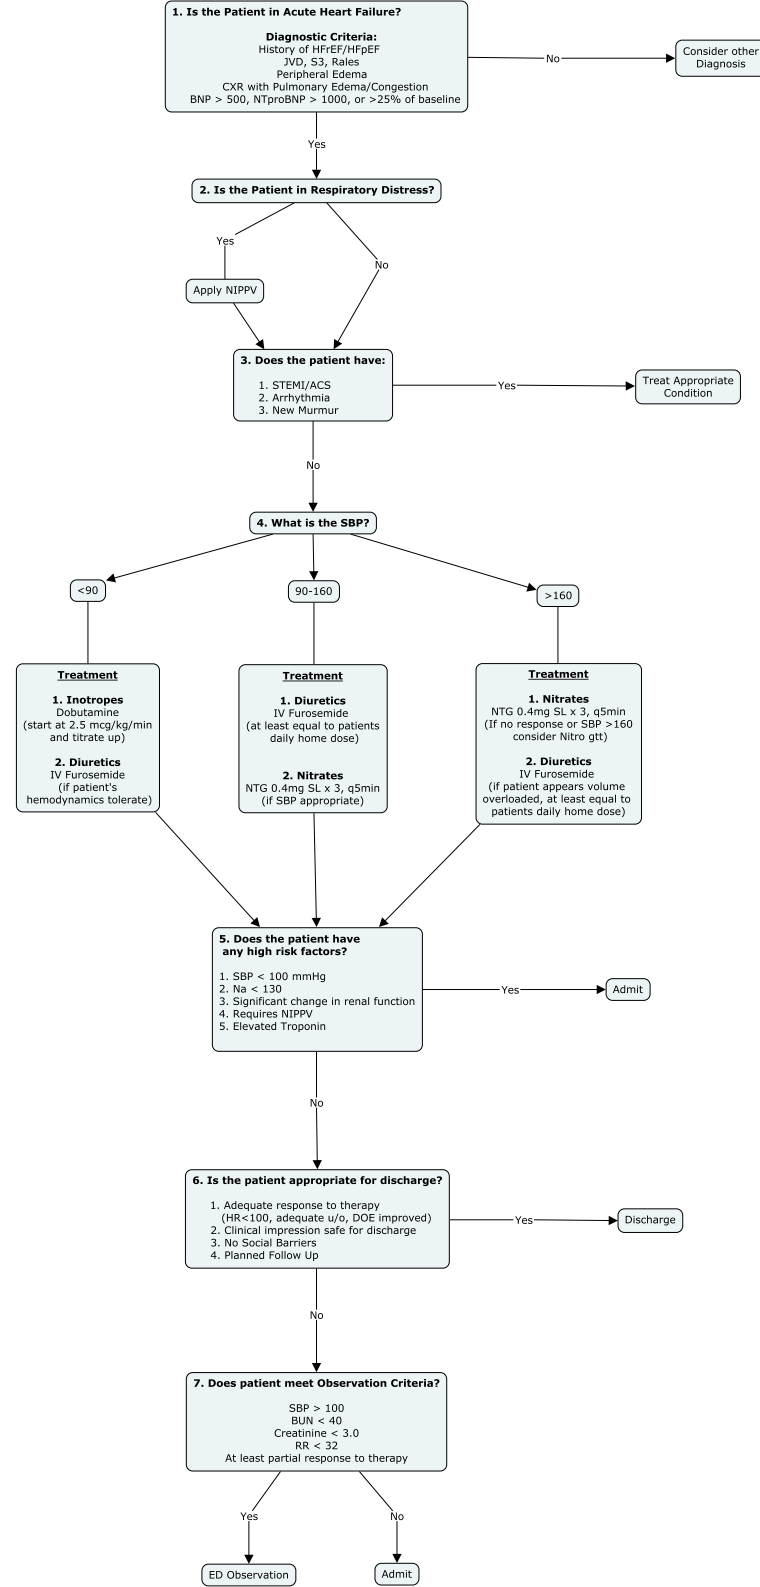 1. Is the Patient in Acute Heart Failure?
Diagnostic Criteria:
History of HFrEF/HFpEF
JVD, S3, Rales
Peripheral Edema
CXR with Pulmonary Edema/Congestion
BNP > 500, NTproBNP > 1000, or >25% of baseline
No
Consider other
Diagnosis
Yes
2. Is the Patient in Respiratory Distress?
Yes
No
Apply NIPPV
3. Does the patient have:
1. STEMI/ACS
2. Arrhythmia
3. New Murmur
Yes
Treat Appropriate
Condition
No
4. What is the SBP?
<90
90-160
>160
Treatment
1. Inotropes
Dobutamine
(start at 2.5 mcg/kg/min
and titrate up)
2. Diuretics
IV Furosemide
(if patient's
hemodynamics tolerate)
Treatment
1. Diuretics
IV Furosemide
(at least equal to patients
daily home dose)
2. Nitrates
NTG 0.4mg SL x 3, q5min
(if SBP appropriate)
Treatment
1. Nitrates
NTG 0.4mg SL x 3, q5min
(If no response or SBP >160
consider Nitro gtt)
2. Diuretics
IV Furosemide
(if patient appears volume
overloaded, at least equal to
patients daily home dose)
5. Does the patient have
any high risk factors?
1. SBP < 100 mmHg
2. Na < 130
3. Significant change in renal function
4. Requires NIPPV
5. Elevated Troponin
Yes
Admit
No
6. Is the patient appropriate for discharge?
1. Adequate response to therapy
(HR<100, adequate u/o, DOE improved)
2. Clinical impression safe for discharge
3. No Social Barriers
4. Planned Follow Up
Yes
Discharge
No
7. Does patient meet Observation Criteria?
SBP > 100
BUN < 40
Creatinine < 3.0
RR < 32
At least partial response to therapy
Yes
No
ED Observation
Admit